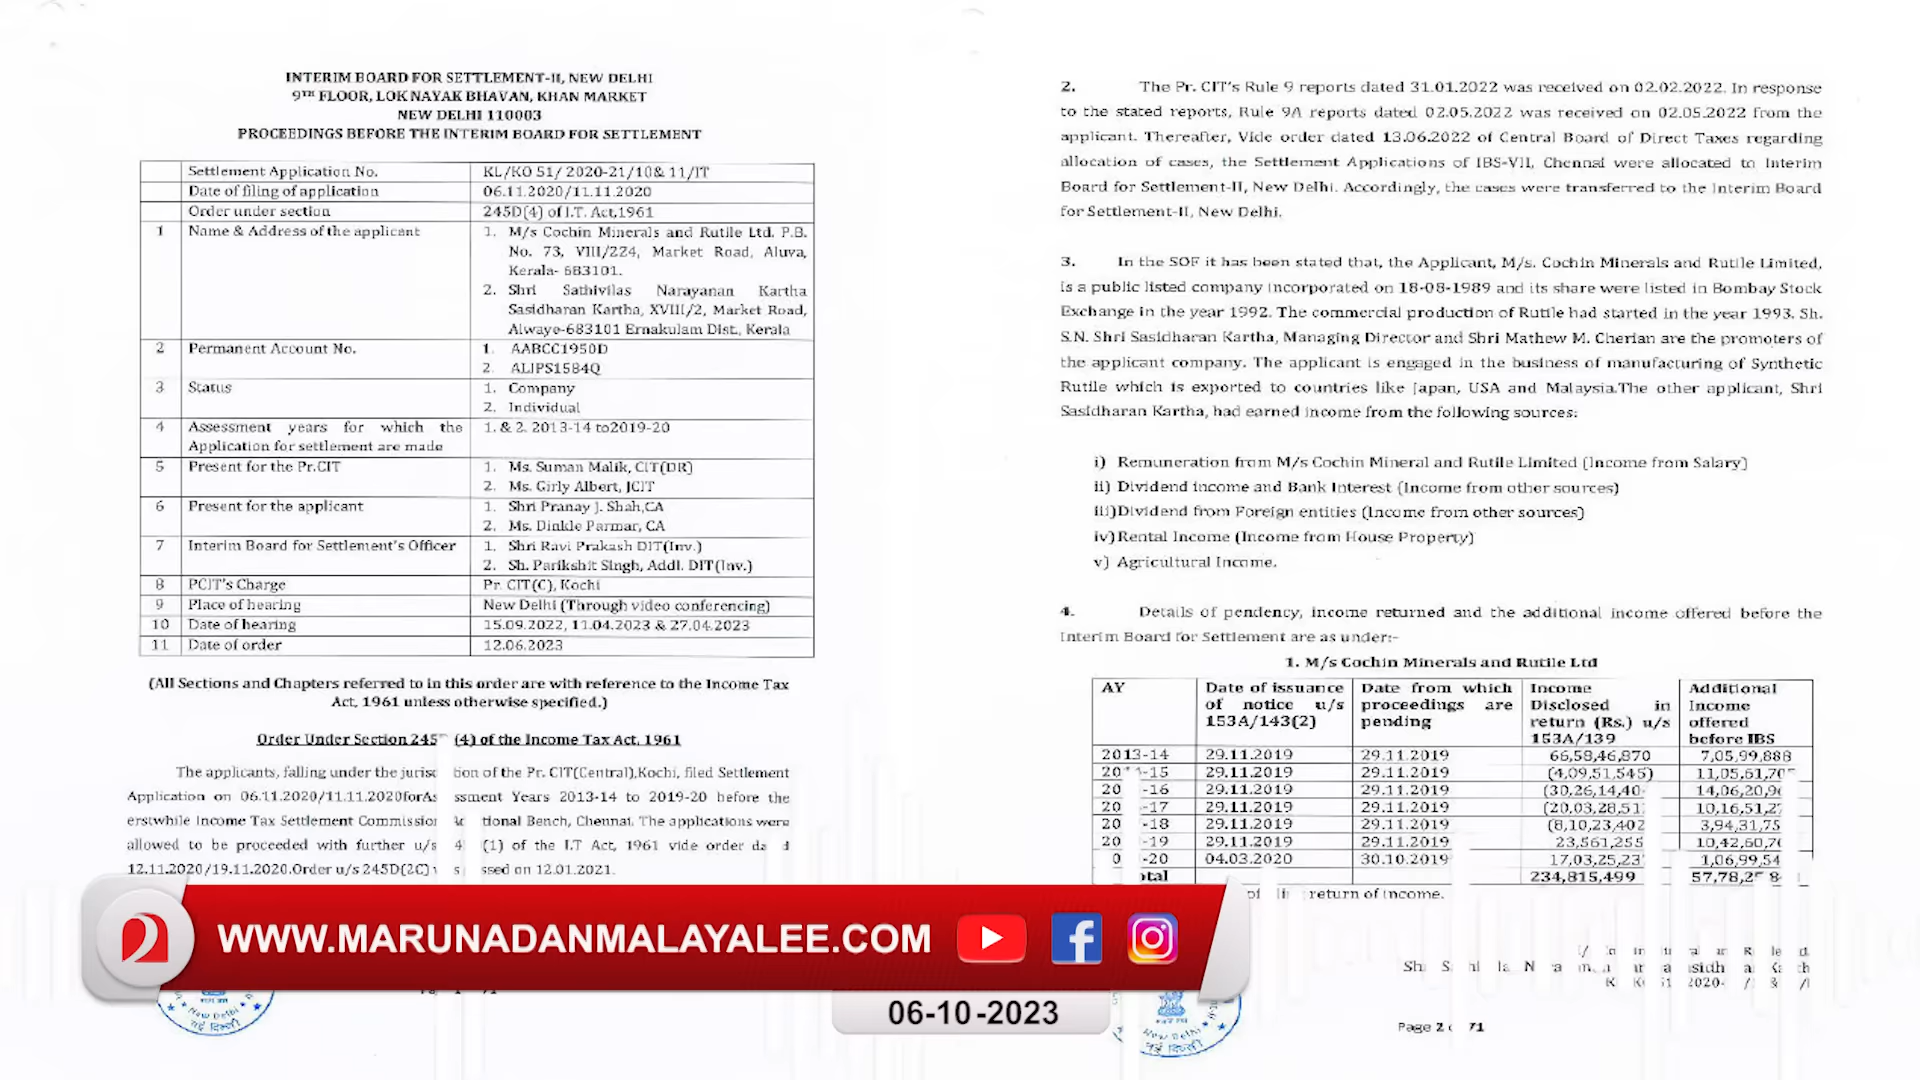 INTERIM BOARD FOR SETTLEMENT-II, NEW DELHI
9TH FLOOR, LOK NAYAK BHAVAN, KHAN MARKET
NEW DELHI 110003
PROCEEDINGS BEFORE THE INTERIM BOARD FOR SETTLEMENT
Settlement Application No. KL/KO 51/ 2020-21/10& 11/IT
Date of filing of application 06.11.2020/11.11.2020
Order under section 245D(4) of I.T. Act,1961
1 Name & Address of the applicant 1. M/s Cochin Minerals and Rutile Ltd. P.B.
No. 73, VIII/224, Market Road, Aluva,
Kerala- 683101.
2. Shri Sathivilas Narayanan Kartha
Sasidharan Kartha, XVIII/2, Market Road,
Alwaye-683101 Ernakulam Dist., Kerala
2 Permanent Account No. 1. AABCC1950D
2. ALJPS1584Q
3 Status 1. Company
2. Individual
4 Assessment years for which the 1. & 2. 2013-14 to2019-20
Application for settlement are made
5 Present for the Pr.CIT 1. Ms. Suman Malik, CIT(DR)
2. Ms. Girly Albert, JCIT
6 Present for the applicant 1. Shri Pranay J. Shah,CA
2. Ms. Dinkle Parmar, CA
7 Interim Board for Settlement's Officer 1. Shri Ravi Prakash DIT(Inv.)
2. Sh. Parikshit Singh, Addl. DIT(Inv.)
8 PCIT's Charge Pr. CIT(C), Kochi
9 Place of hearing New Delhi (Through video conferencing)
10 Date of hearing 15.09.2022, 11.04.2023 & 27.04.2023
11 Date of order 12.06.2023
(All Sections and Chapters referred to in this order are with reference to the Income Tax
Act, 1961 unless otherwise specified.)
Order Under Section 245 (4) of the Income Tax Act, 1961
The applicants, falling under the of the Pr. CIT(Central),Kochi, filed Settlement
Application on 06.11.2020/11.11.2020 Years 2013-14 to 2019-20 before the
erstwhile Income Tax Settlement Bench, Chennai. The applications were
allowed to be proceeded with further u/s (1) of the I.T Act, 1961 vide order
12.11.2020/19.11.2020.Order u/s 245D(2C) on 12.01.2021.
2. The Pr. CIT's Rule 9 reports dated 31.01.2022 was received on 02.02.2022. In response
to the stated reports, Rule 9A reports dated 02.05.2022 was received on 02.05.2022 from the
applicant. Thereafter, Vide order dated 13.06.2022 of Central Board of Direct Taxes regarding
allocation of cases, the Settlement Applications of IBS-VII, Chennai were allocated to Interim
Board for Settlement-II, New Delhi. Accordingly, the cases were transferred to the Interim Board
for Settlement-II, New Delhi.
3. In the SOF it has been stated that, the Applicant, M/s. Cochin Minerals and Rutile Limited,
is a public listed company incorporated on 18-08-1989 and its share were listed in Bombay Stock
Exchange in the year 1992. The commercial production of Rutile had started in the year 1993. Sh.
S.N. Shri Sasidharan Kartha, Managing Director and Shri Mathew M. Cherian are the promoters of
the applicant company. The applicant is engaged in the business of manufacturing of Synthetic
Rutile which is exported to countries like Japan, USA and Malaysia.The other applicant, Shri
Sasidharan Kartha, had earned income from the following sources:
i) Remuneration from M/s Cochin Mineral and Rutile Limited (Income from Salary)
ii) Dividend income and Bank Interest (Income from other sources)
iii)Dividend from Foreign entities (Income from other sources)
iv)Rental Income (Income from House Property)
v) Agricultural Income.
4. Details of pendency, income returned and the additional income offered before the
Interim Board for Settlement are as under:-
1. M/s Cochin Minerals and Rutile Ltd
AY Date of issuance Date from which Income Additional
of notice u/s proceedings are Disclosed in Income
153A/143(2) pending return (Rs.) u/s offered
153A/139 before IBS
2013-14 29.11.2019 29.11.2019 66,58,46,870 7,05,99,888
-15 29.11.2019 29.11.2019 (4,09,51,545)
-16 29.11.2019 29.11.2019
-17 29.11.2019 29.11.2019
-18 29.11.2019 29.11.2019
-19 29.11.2019 29.11.2019 23,561,255
-20 04.03.2020 30.10.2019
234,815,499
return of income.
Page 2 71
WWW.MARUNADANMALAYALEE.COM
06-10-2023
New Delhi
नई दिल्ली
New Delhi
नई दिल्ली